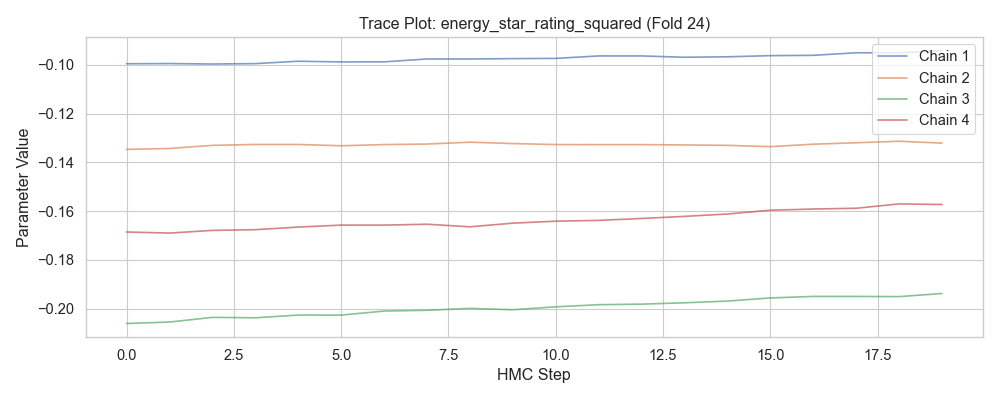 Trace Plot: energy_star_rating_squared (Fold 24)
Chain 1
Chain 2
Chain 3
Chain 4
Parameter Value
−0.10
−0.12
−0.14
−0.16
−0.18
−0.20
0.0 2.5 5.0 7.5 10.0 12.5 15.0 17.5
HMC Step